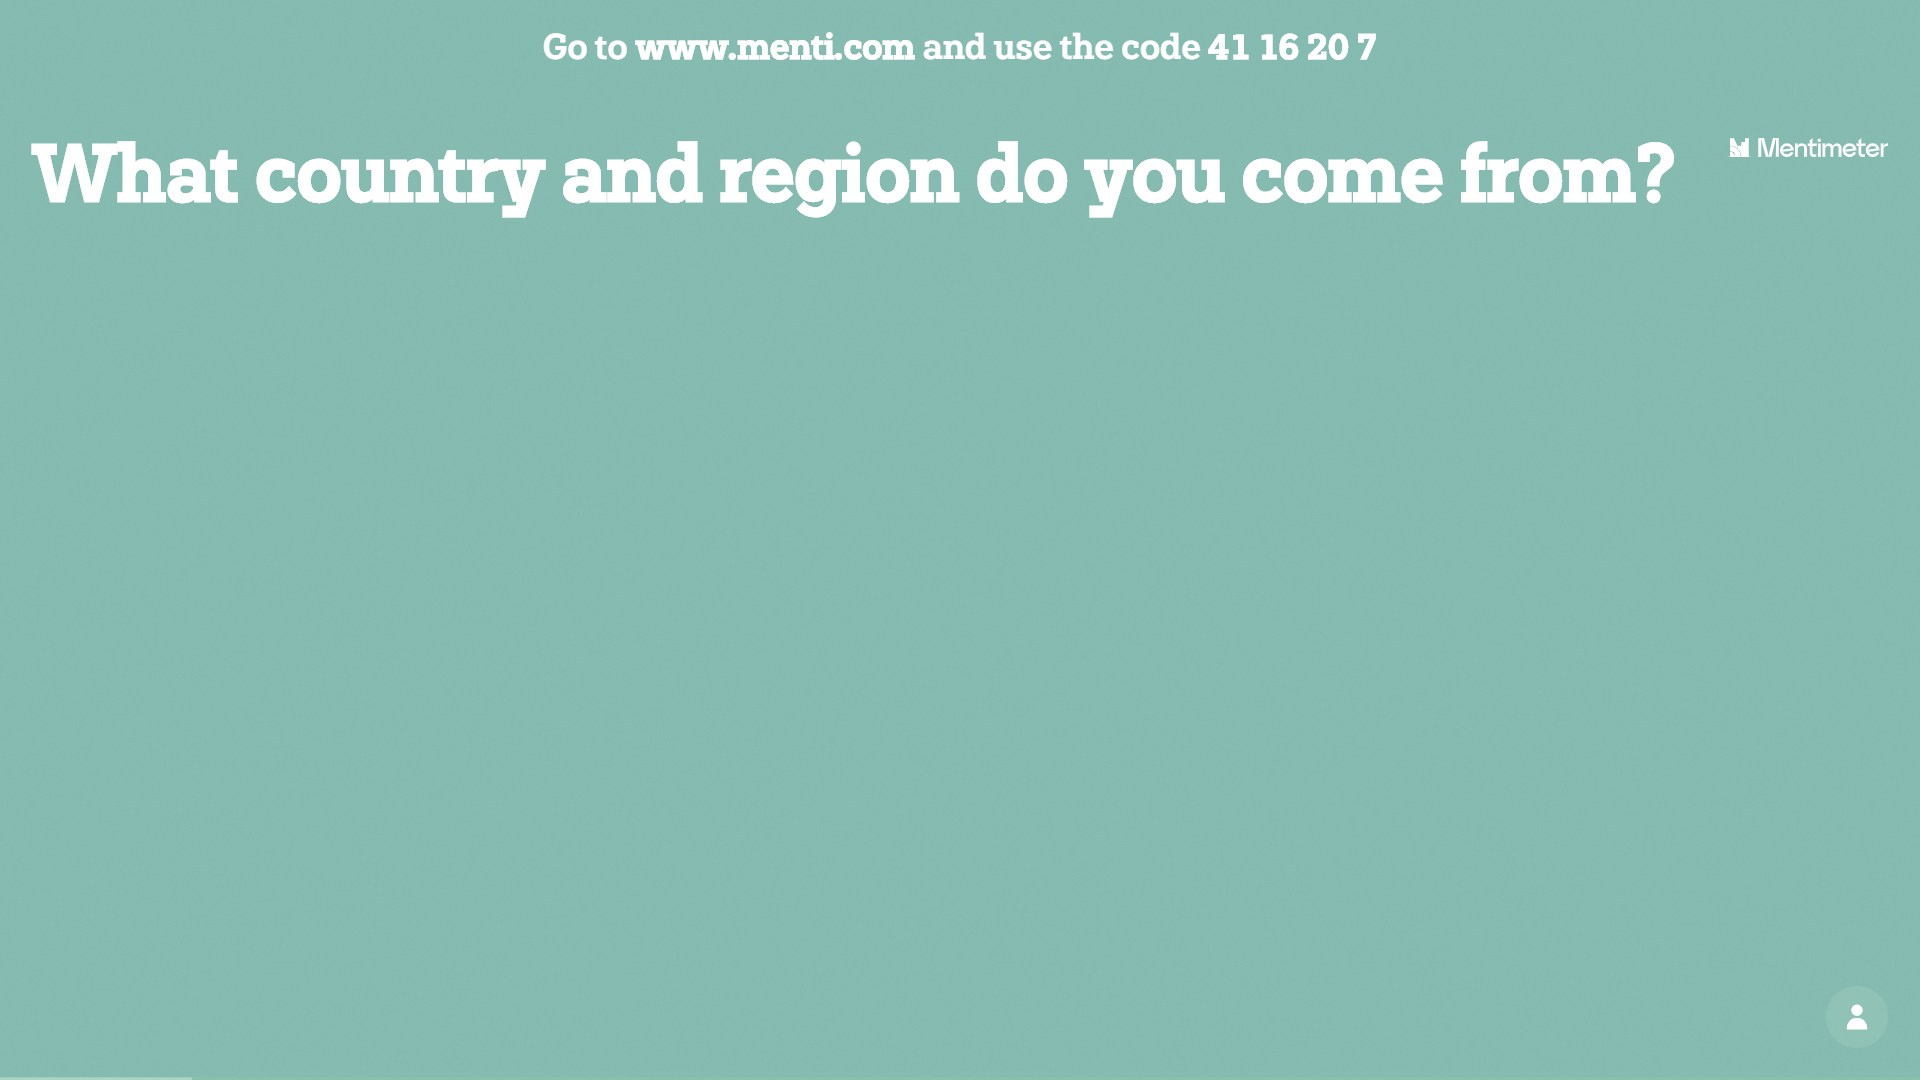 Go to www.menti.com and use the code 41 16 20 7
What country and region do you come from?
Mentimeter